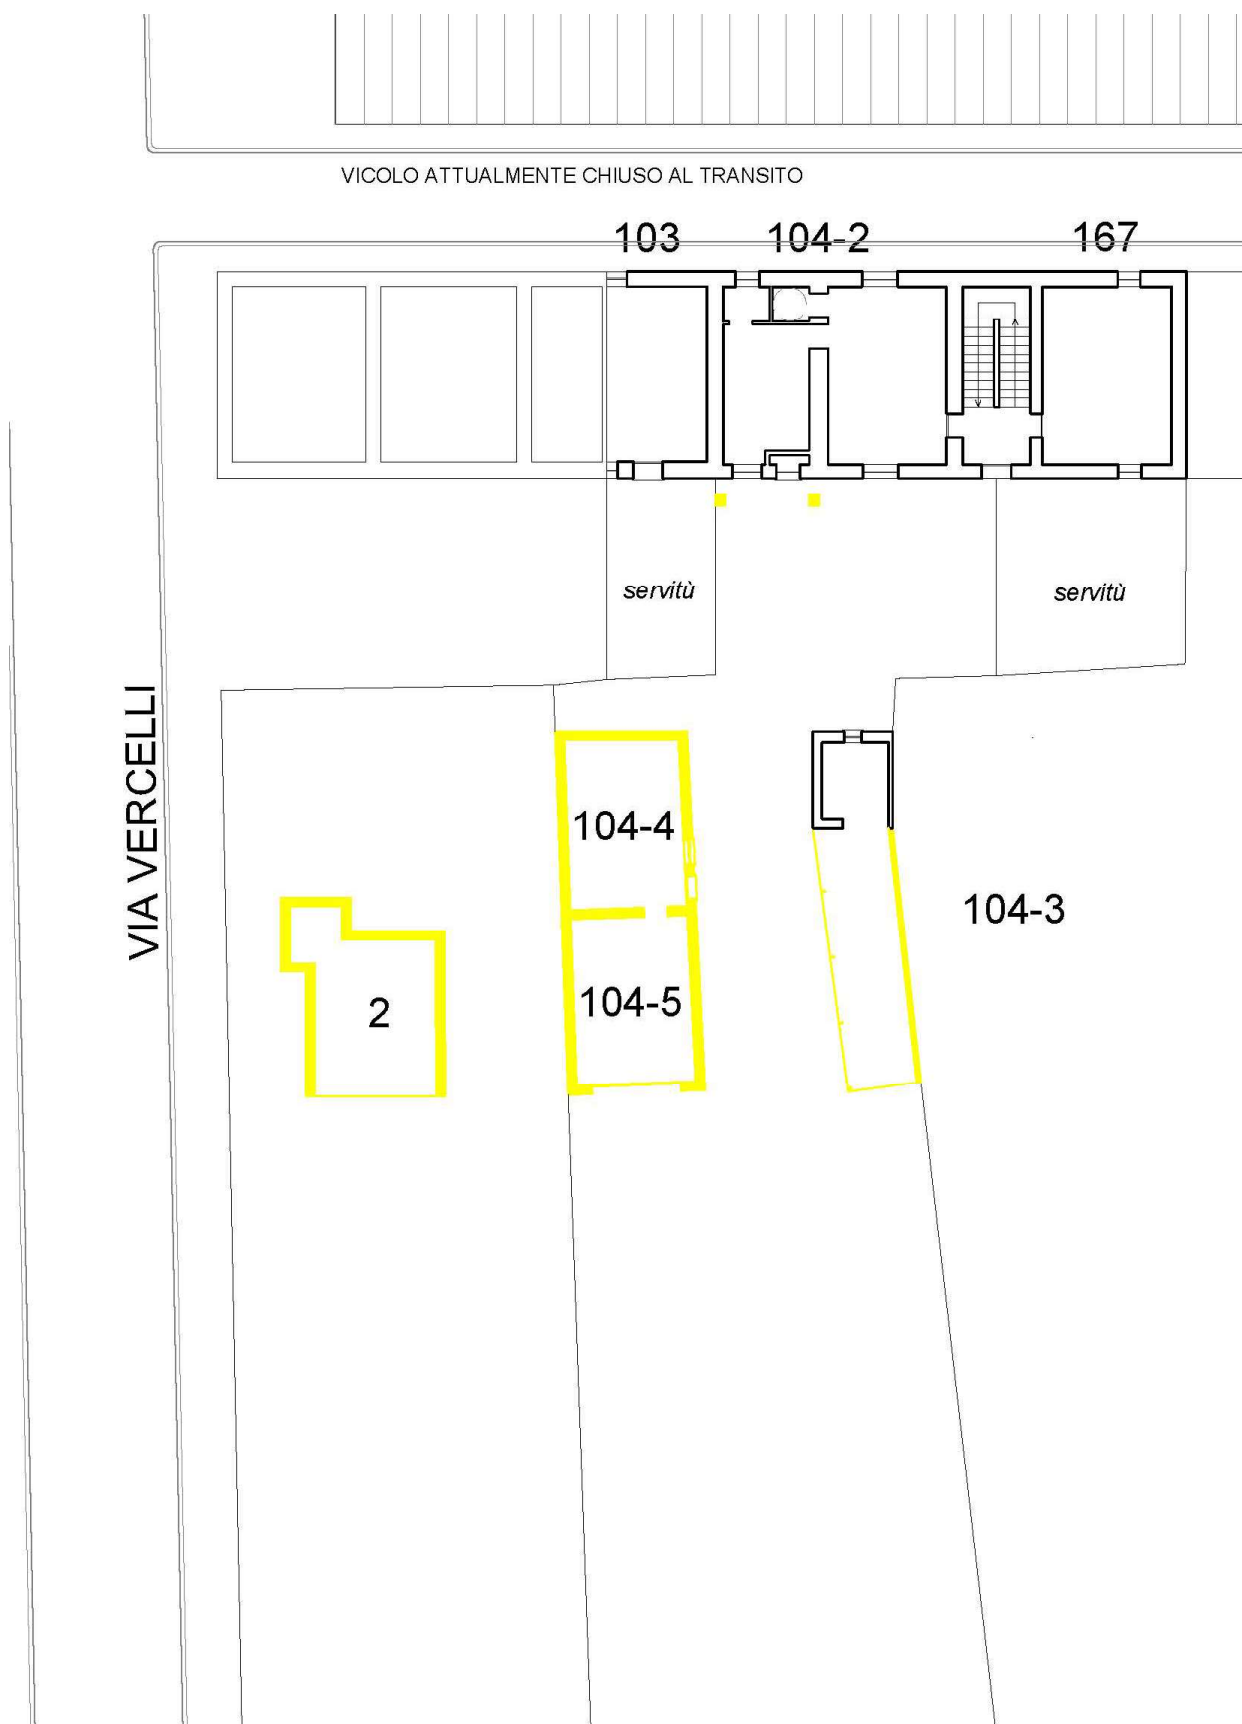 VICOLO ATTUALMENTE CHIUSO AL TRANSITO
103
104-2
167
servitù
servitù
VIA VERCELLI
104-4
104-3
104-5
2